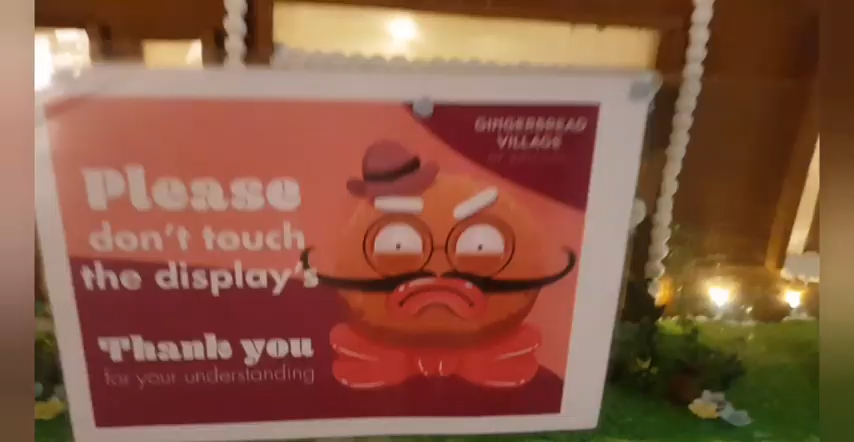 GINGERBREAD
VILLAGE
Please
don't touch
the display's
Thank you
for your understanding